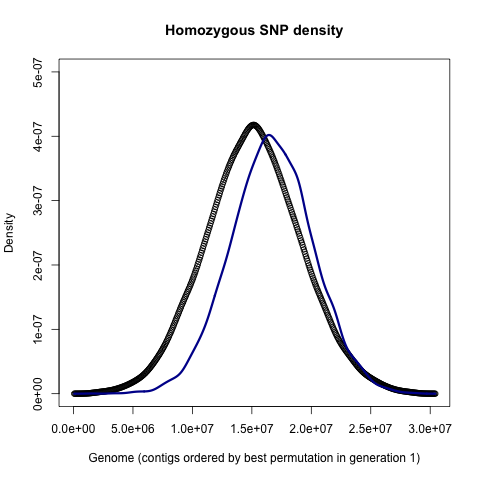 Homozygous SNP density
Density
5e-07
4e-07
3e-07
2e-07
1e-07
0e+00
0.0e+00 5.0e+06 1.0e+07 1.5e+07 2.0e+07 2.5e+07 3.0e+07
Genome (contigs ordered by best permutation in generation 1)